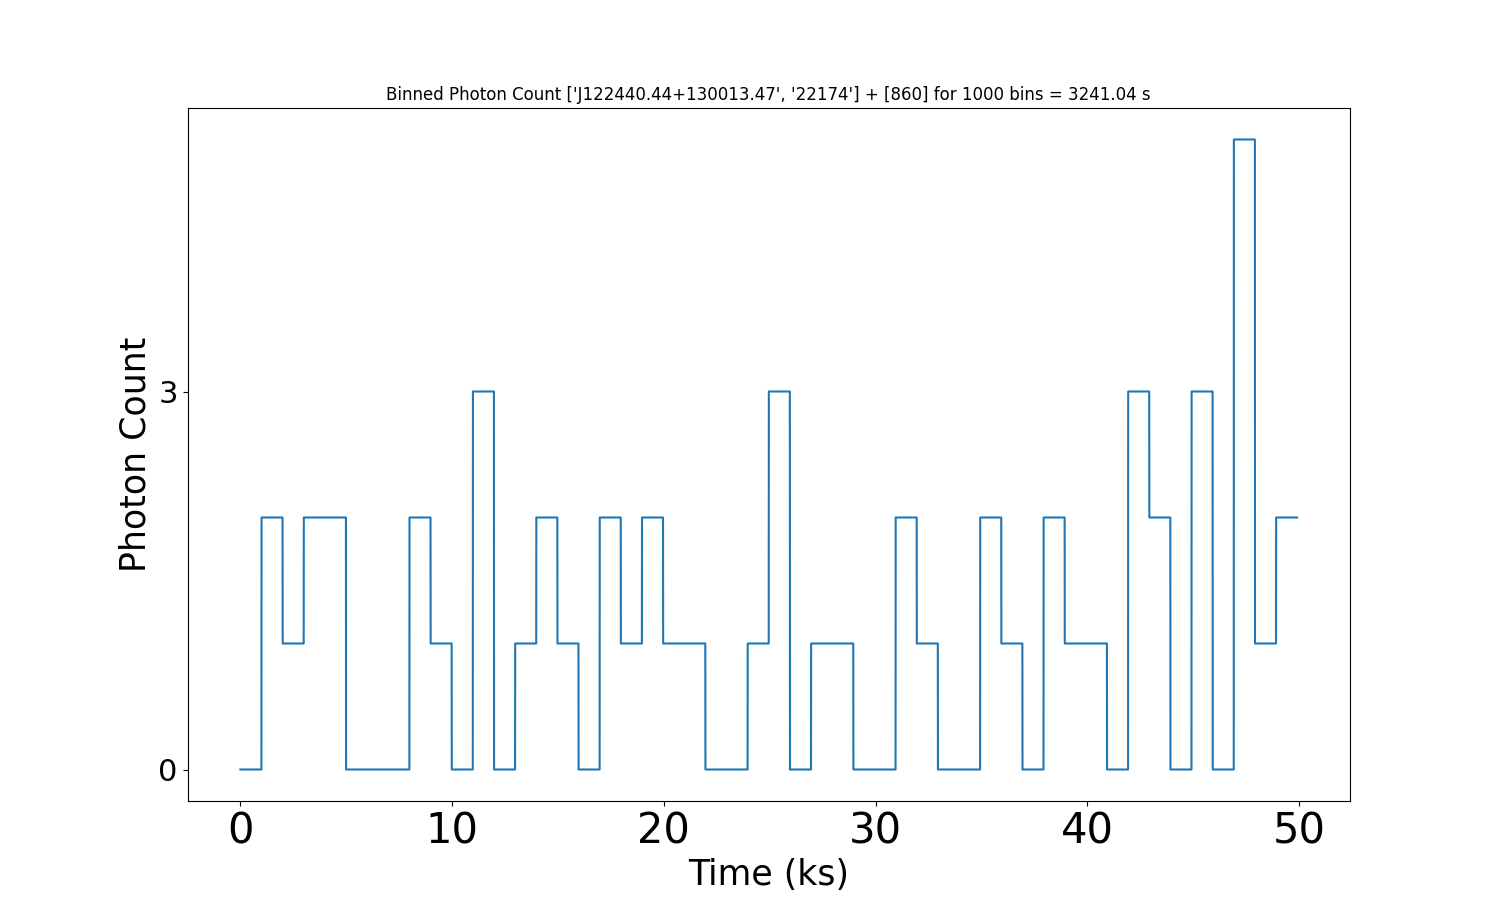 Binned Photon Count ['J122440.44+130013.47', '22174'] + [860] for 1000 bins = 3241.04 s
Photon Count
3
0
0 10 20 30 40 50
Time (ks)